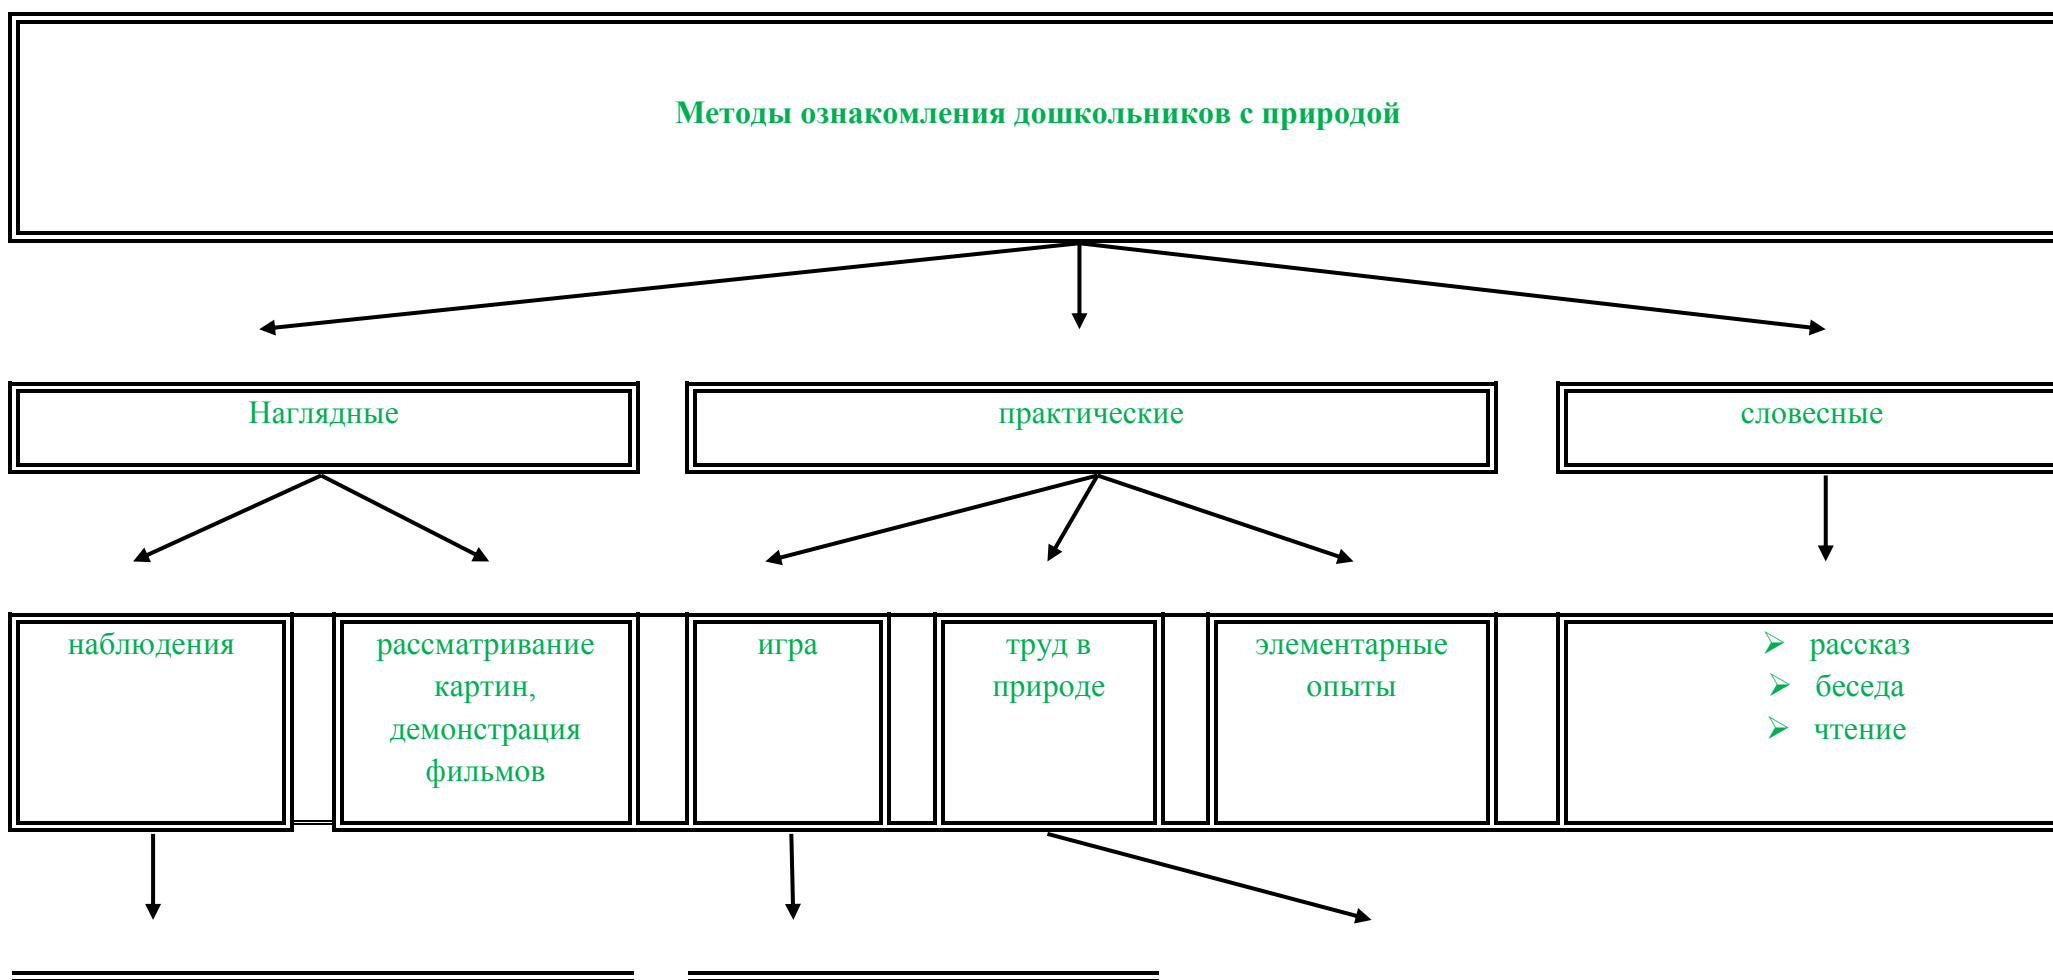 Методы ознакомления дошкольников с природой
Наглядные
практические
словесные
наблюдения
рассматривание
картин,
демонстрация
фильмов
игра
труд в
природе
элементарные
опыты
рассказ
беседа
чтение